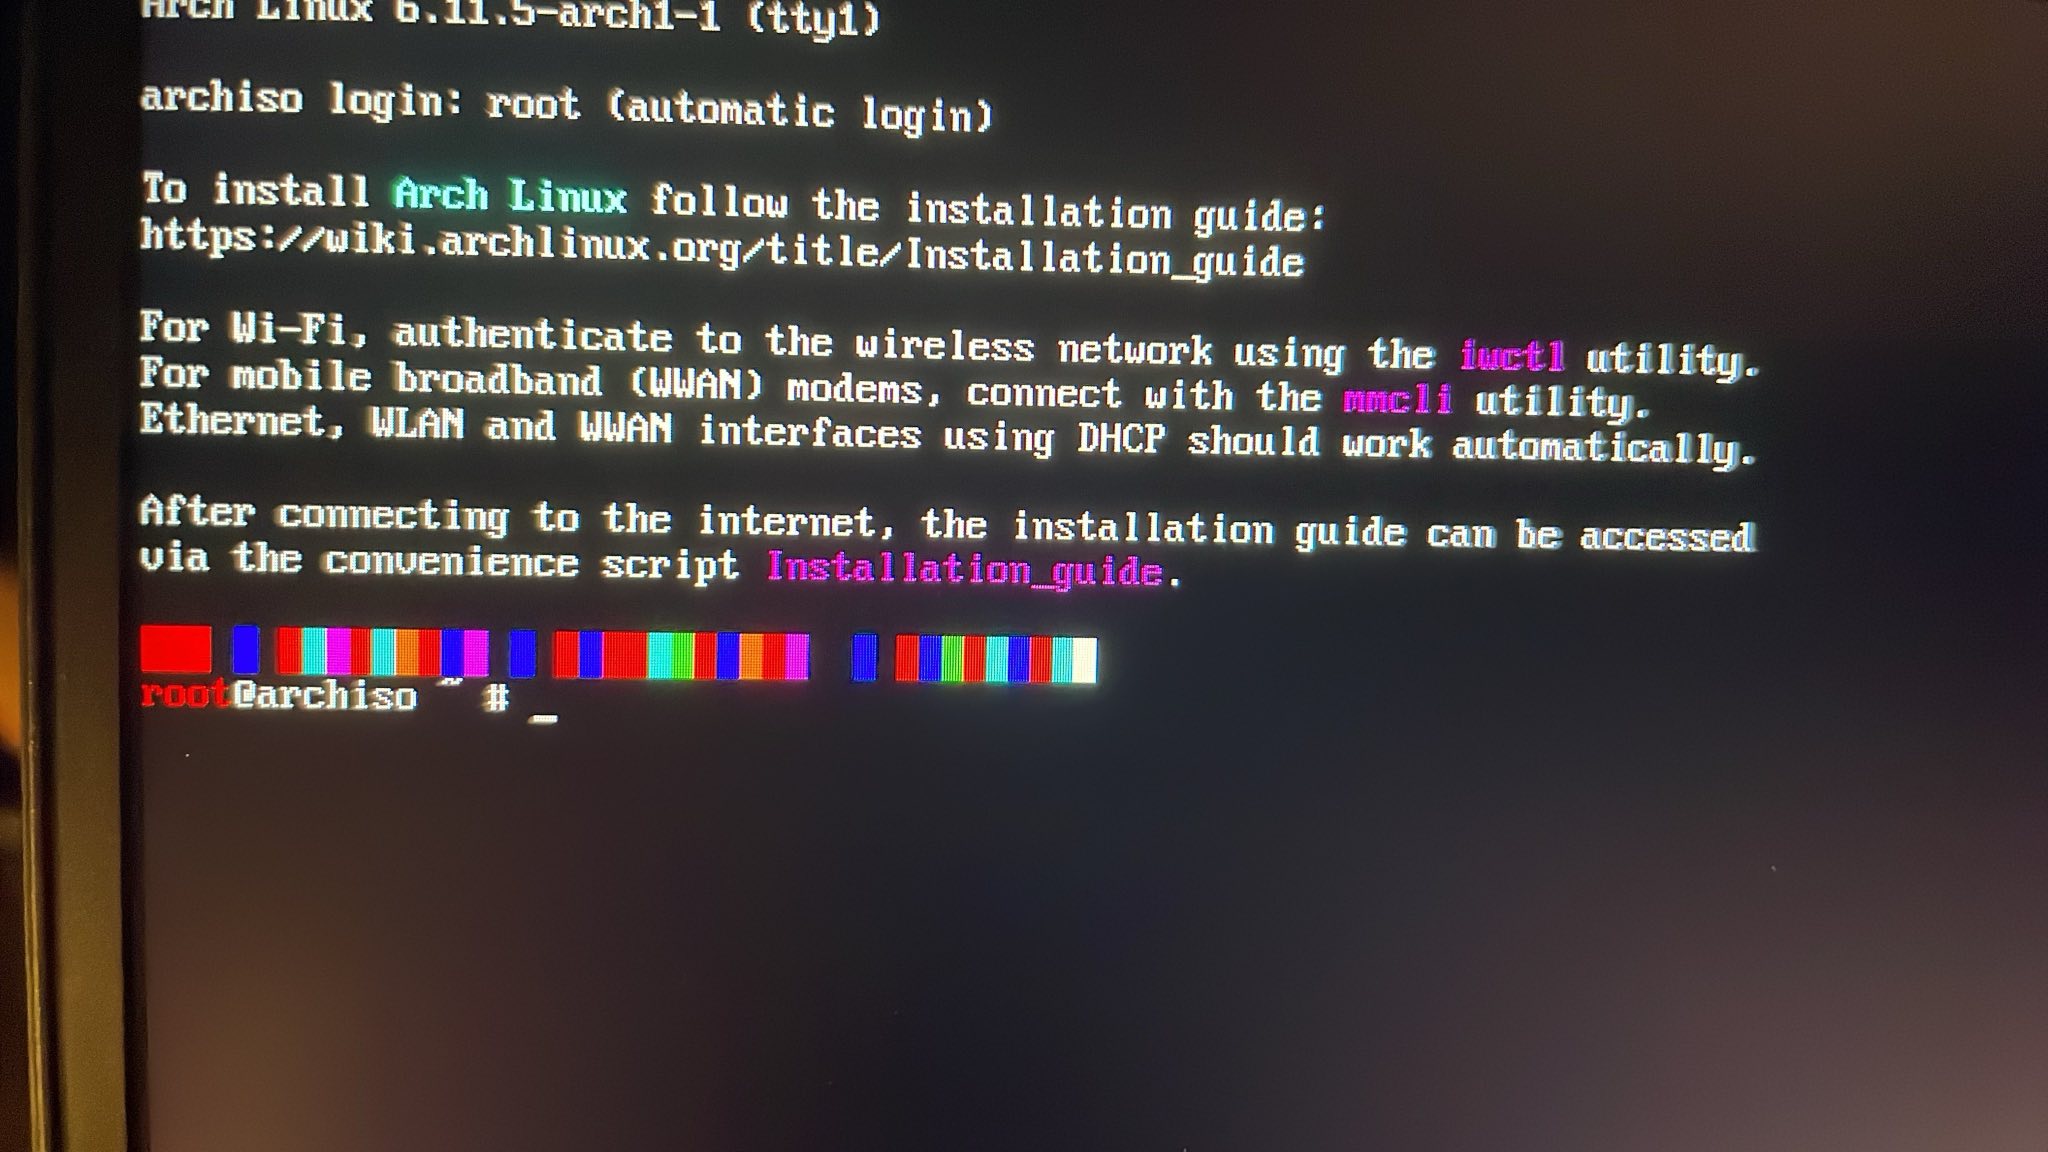 Arch Linux 6.11.5-arch1-1 (tty1)
archiso login: root (automatic login)
To install Arch Linux follow the installation guide:
https://wiki.archlinux.org/title/Installation_guide
For Wi-Fi, authenticate to the wireless network using the iwctl utility.
For mobile broadband (WWAN) modems, connect with the mmcli utility.
Ethernet, WLAN and WWAN interfaces using DHCP should work automatically.
After connecting to the internet, the installation guide can be accessed
via the convenience script Installation_guide.
root@archiso ~ # _